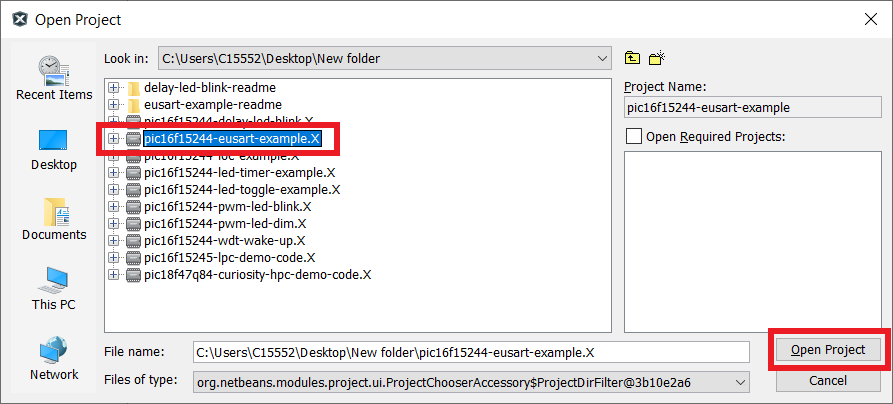 Open Project
Look in: C:\Users\C15552\Desktop\New folder
Recent Items
Desktop
Documents
This PC
Network
delay-led-blink-readme
eusart-example-readme
pic16f15244-delay-led-blink.X
pic16f15244-eusart-example.X
pic16f15244-ioc-example.X
pic16f15244-led-timer-example.X
pic16f15244-led-toggle-example.X
pic16f15244-pwm-led-blink.X
pic16f15244-pwm-led-dim.X
pic16f15244-wdt-wake-up.X
pic16f15245-lpc-demo-code.X
pic18f47q84-curiosity-hpc-demo-code.X
Project Name:
pic16f15244-eusart-example
Open Required Projects:
File name: C:\Users\C15552\Desktop\New folder\pic16f15244-eusart-example.X
Files of type: org.netbeans.modules.project.ui.ProjectChooserAccessory$ProjectDirFilter@3b10e2a6
Open Project
Cancel